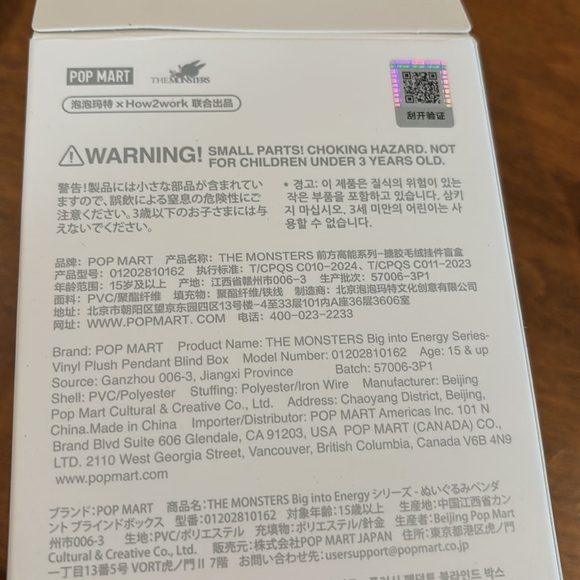 POP MART THE MONSTERS
泡泡玛特 × How2work 联合出品
刮开验证
WARNING! SMALL PARTS! CHOKING HAZARD. NOT
FOR CHILDREN UNDER 3 YEARS OLD.
警告!製品には小さな部品が含まれてい
ますので、誤飲による窒息の危険性にご
注意ください。3歳以下のお子さまには与
えないでください。
* 경고: 이 제품은 질식의 위험이 있는
작은 부품을 포함하고 있습니다. 삼키
지 마십시오. 3세 미만의 어린이는 사
용할 수 없습니다.
品牌：POP MART 产品名称：THE MONSTERS 前方高能系列-搪胶毛绒挂件盲盒
产品型号：01202810162 执行标准：T/CPQS C010-2024、T/CPQS C011-2023
年龄范围：15岁及以上 产地：江西省赣州市006-3 生产批次：57006-3P1
面料：PVC/聚酯纤维 填充物：聚酯纤维/铁线 制造商：北京泡泡玛特文化创意有限公司
地址：北京市朝阳区望京东园四区13号楼-4至33层101内36层3606室
网址：WWW.POPMART.COM 电话：400-023-2233
Brand: POP MART Product Name: THE MONSTERS Big into Energy Series-
Vinyl Plush Pendant Blind Box Model Number: 01202810162 Age: 15 & up
Source: Ganzhou 006-3, Jiangxi Province Batch: 57006-3P1
Shell: PVC/Polyester Stuffing: Polyester/Iron Wire Manufacturer: Beijing
Pop Mart Cultural & Creative Co., Ltd. Address: Chaoyang District, Beijing,
China.Made in China Importer/Distributor: POP MART Americas Inc. 101 N
Brand Blvd Suite 606 Glendale, CA 91203, USA POP MART (CANADA) CO.,
LTD. 2110 West Georgia Street, Vancouver, British Columbia, Canada V6B 4N9
www.popmart.com
ブランド：POP MART 商品名：THE MONSTERS Big into Energy シリーズ - ぬいぐるみペンダ
ント ブラインドボックス 型番：01202810162 対象年齢：15歳以上 生産地：中国江西省カン
州市006-3 生地：PVC/ポリエステル 充填物：ポリエステル/針金 生産者：Beijing Pop Mart
Cultural & Creative Co., Ltd. 販売元：株式会社POP MART JAPAN 住所：東京都港区虎ノ門
一丁目13番5号 VORT虎ノ門Ⅱ 7階 お問い合わせ先：usersupport@popmart.co.jp
펜던트 블라인드 박스